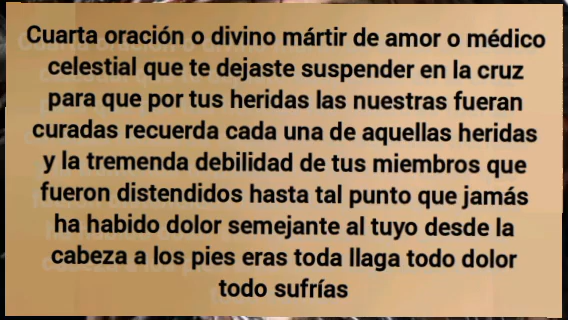 Cuarta oración o divino mártir de amor o médico
celestial que te dejaste suspender en la cruz
para que por tus heridas las nuestras fueran
curadas recuerda cada una de aquellas heridas
y la tremenda debilidad de tus miembros que
fueron distendidos hasta tal punto que jamás
ha habido dolor semejante al tuyo desde la
cabeza a los pies eras toda llaga todo dolor
todo sufrías